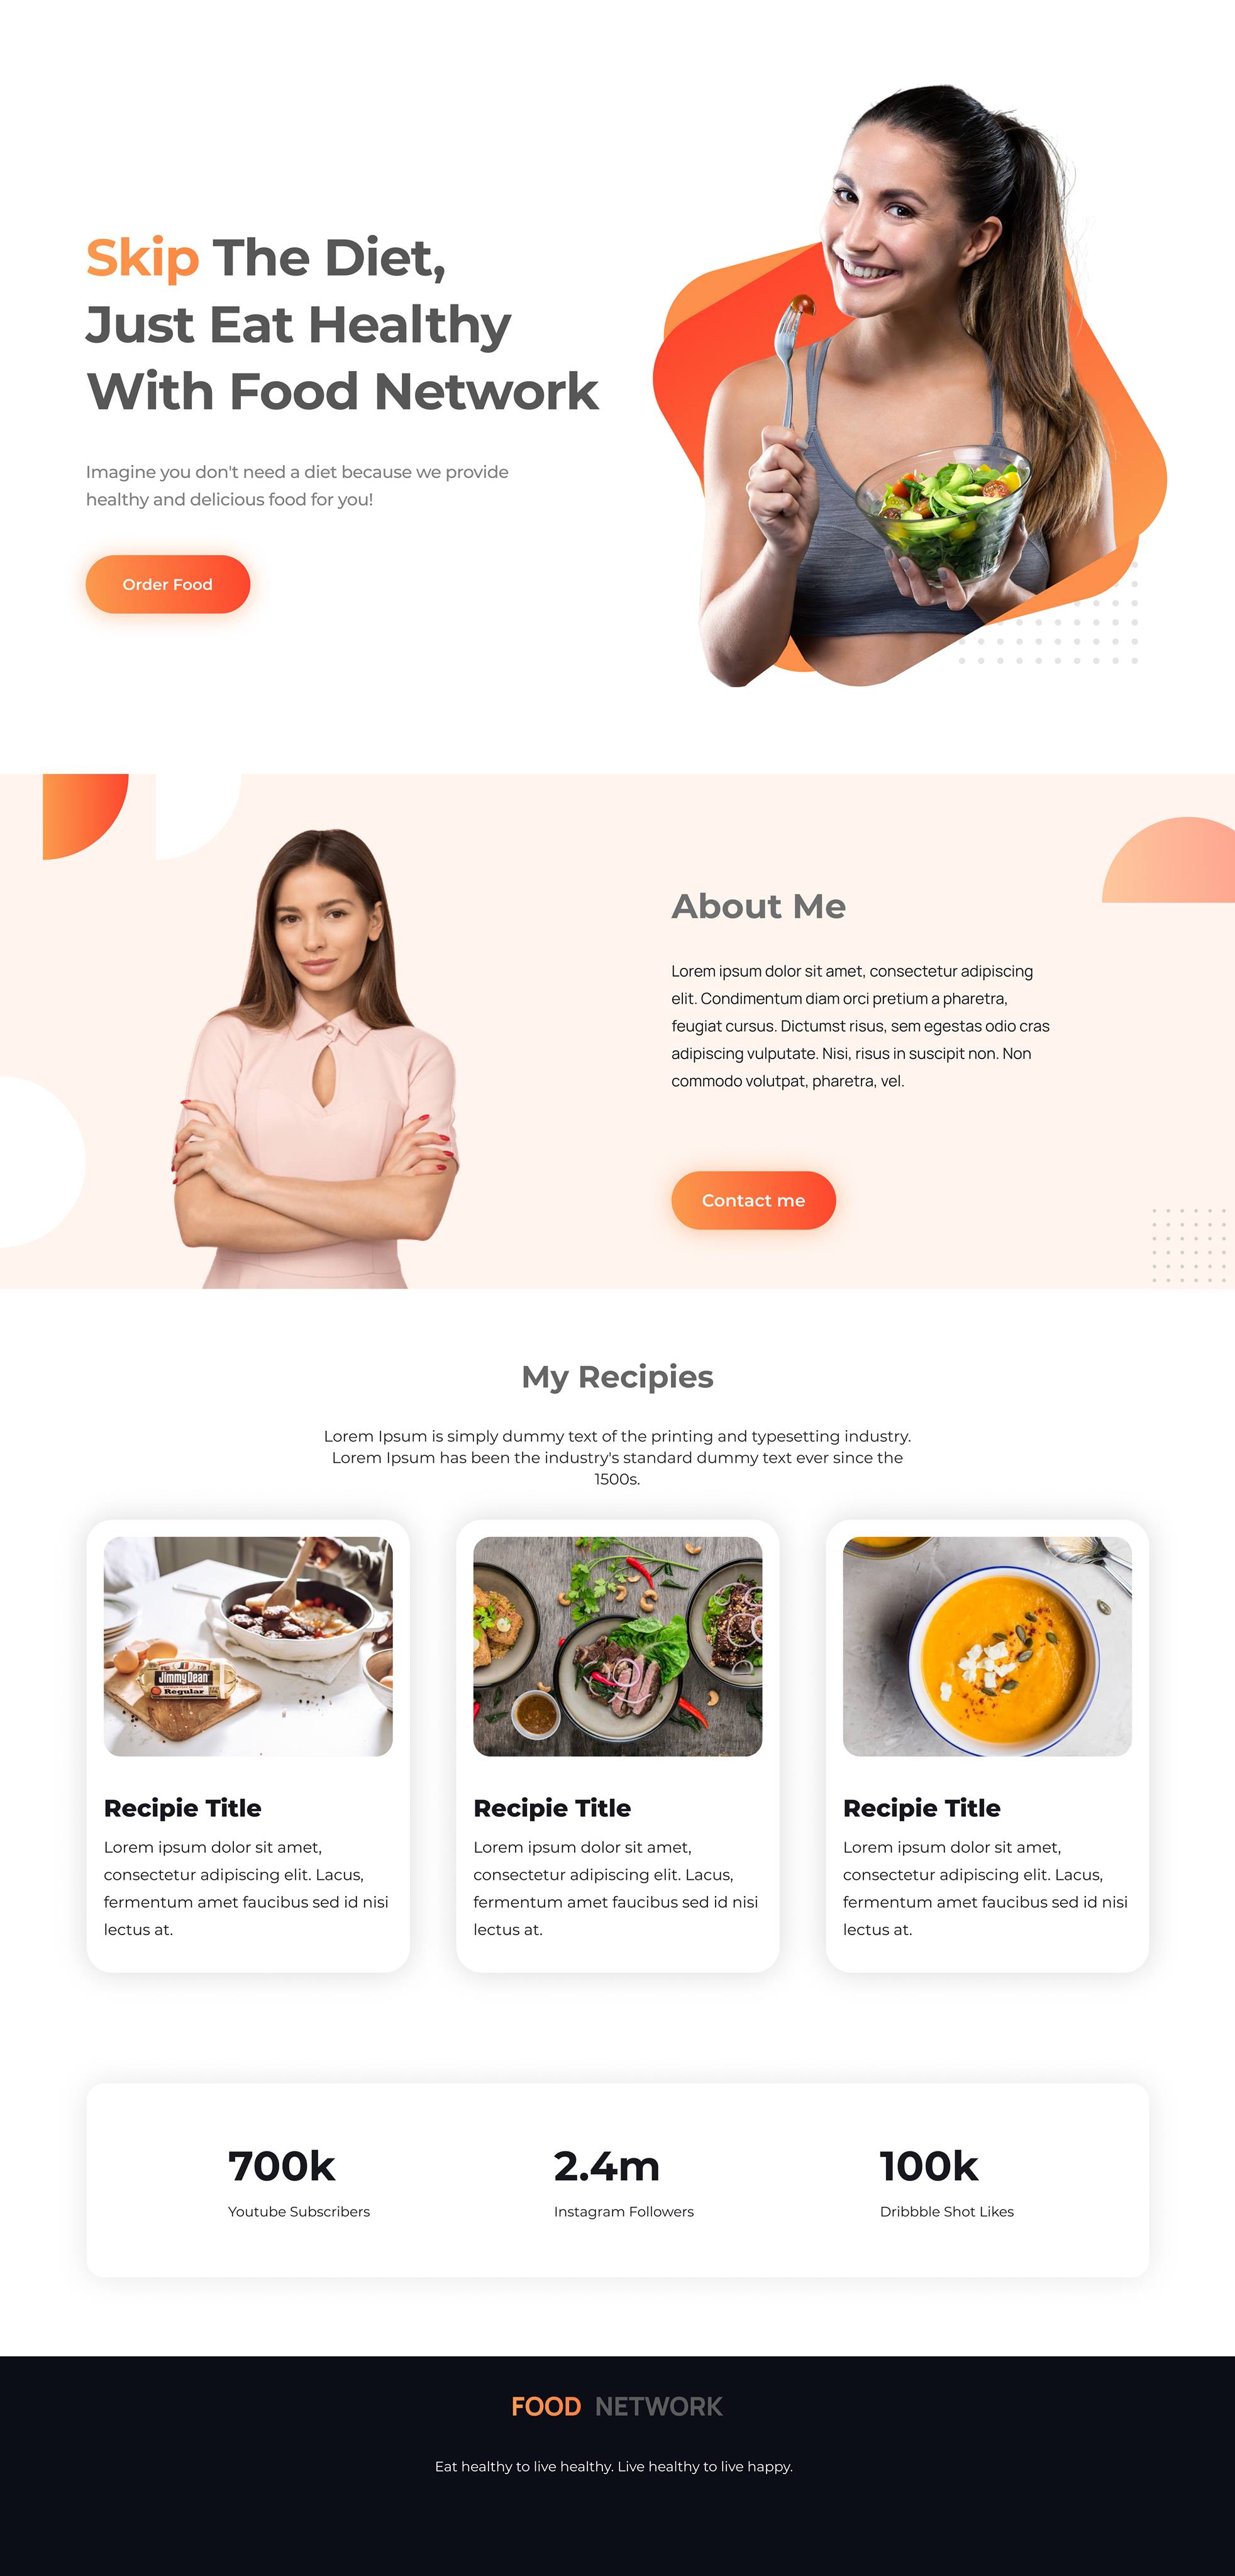 Skip The Diet,
Just Eat Healthy
With Food Network
Imagine you don't need a diet because we provide
healthy and delicious food for you!
Order Food
About Me
Lorem ipsum dolor sit amet, consectetur adipiscing
elit. Condimentum diam orci pretium a pharetra,
feugiat cursus. Dictumst risus, sem egestas odio cras
adipiscing vulputate. Nisi, risus in suscipit non. Non
commodo volutpat, pharetra, vel.
Contact me
My Recipies
Lorem Ipsum is simply dummy text of the printing and typesetting industry.
Lorem Ipsum has been the industry's standard dummy text ever since the
1500s.
Jimmy Dean
Regular
Recipie Title
Lorem ipsum dolor sit amet,
consectetur adipiscing elit. Lacus,
fermentum amet faucibus sed id nisi
lectus at.
Recipie Title
Lorem ipsum dolor sit amet,
consectetur adipiscing elit. Lacus,
fermentum amet faucibus sed id nisi
lectus at.
Recipie Title
Lorem ipsum dolor sit amet,
consectetur adipiscing elit. Lacus,
fermentum amet faucibus sed id nisi
lectus at.
700k
Youtube Subscribers
2.4m
Instagram Followers
100k
Dribbble Shot Likes
FOOD NETWORK
Eat healthy to live healthy. Live healthy to live happy.